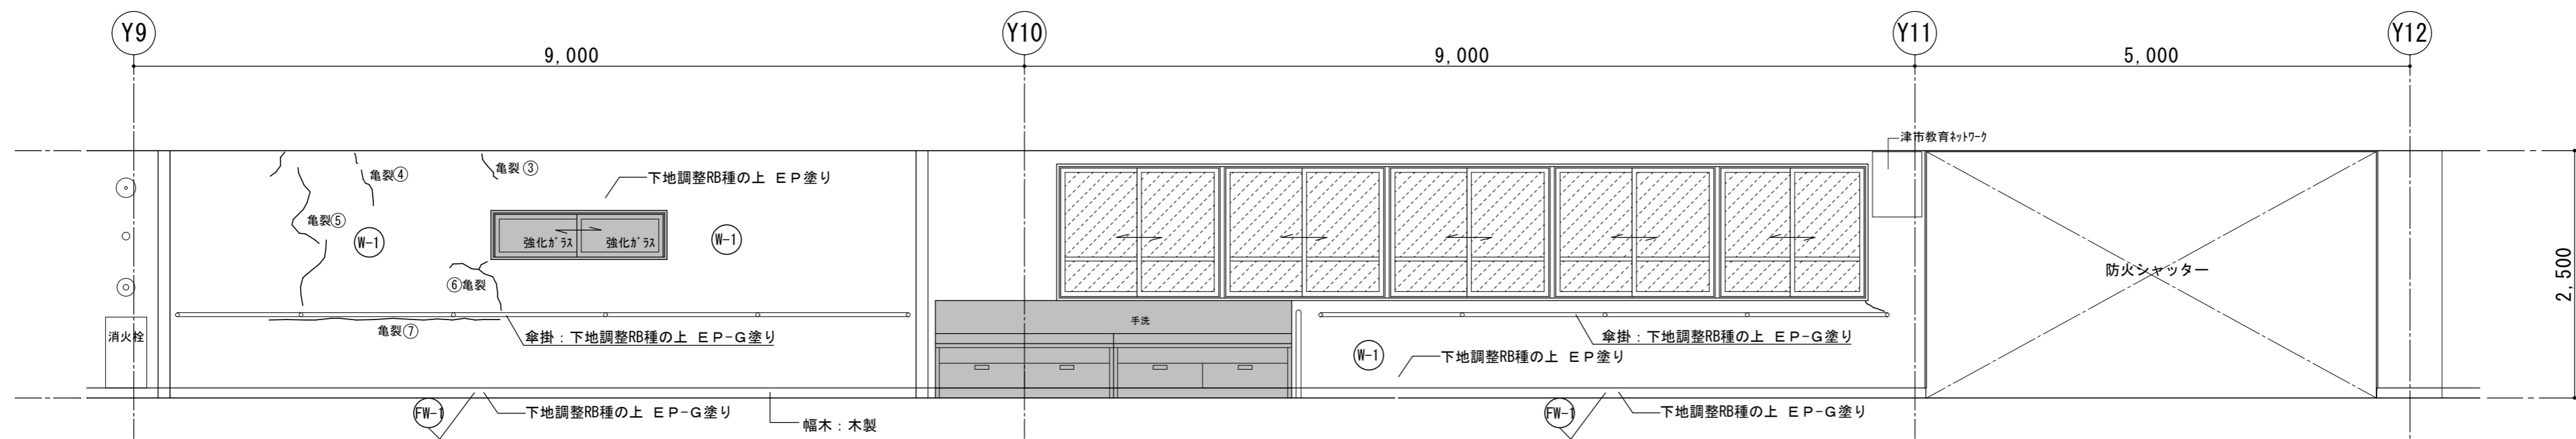 Y9
Y10
Y11
Y12
9,000
9,000
5,000
津市教育ネットワーク
亀裂④
亀裂③
下地調整RB種の上 EP塗り
亀裂⑤
W-1
強化ガラス
強化ガラス
W-1
防火シャッター
2,500
⑥亀裂
手洗
消火栓
亀裂⑦
傘掛：下地調整RB種の上 EP-G塗り
傘掛：下地調整RB種の上 EP-G塗り
W-1
下地調整RB種の上 EP塗り
FW-1
下地調整RB種の上 EP-G塗り
幅木：木製
FW-1
下地調整RB種の上 EP-G塗り